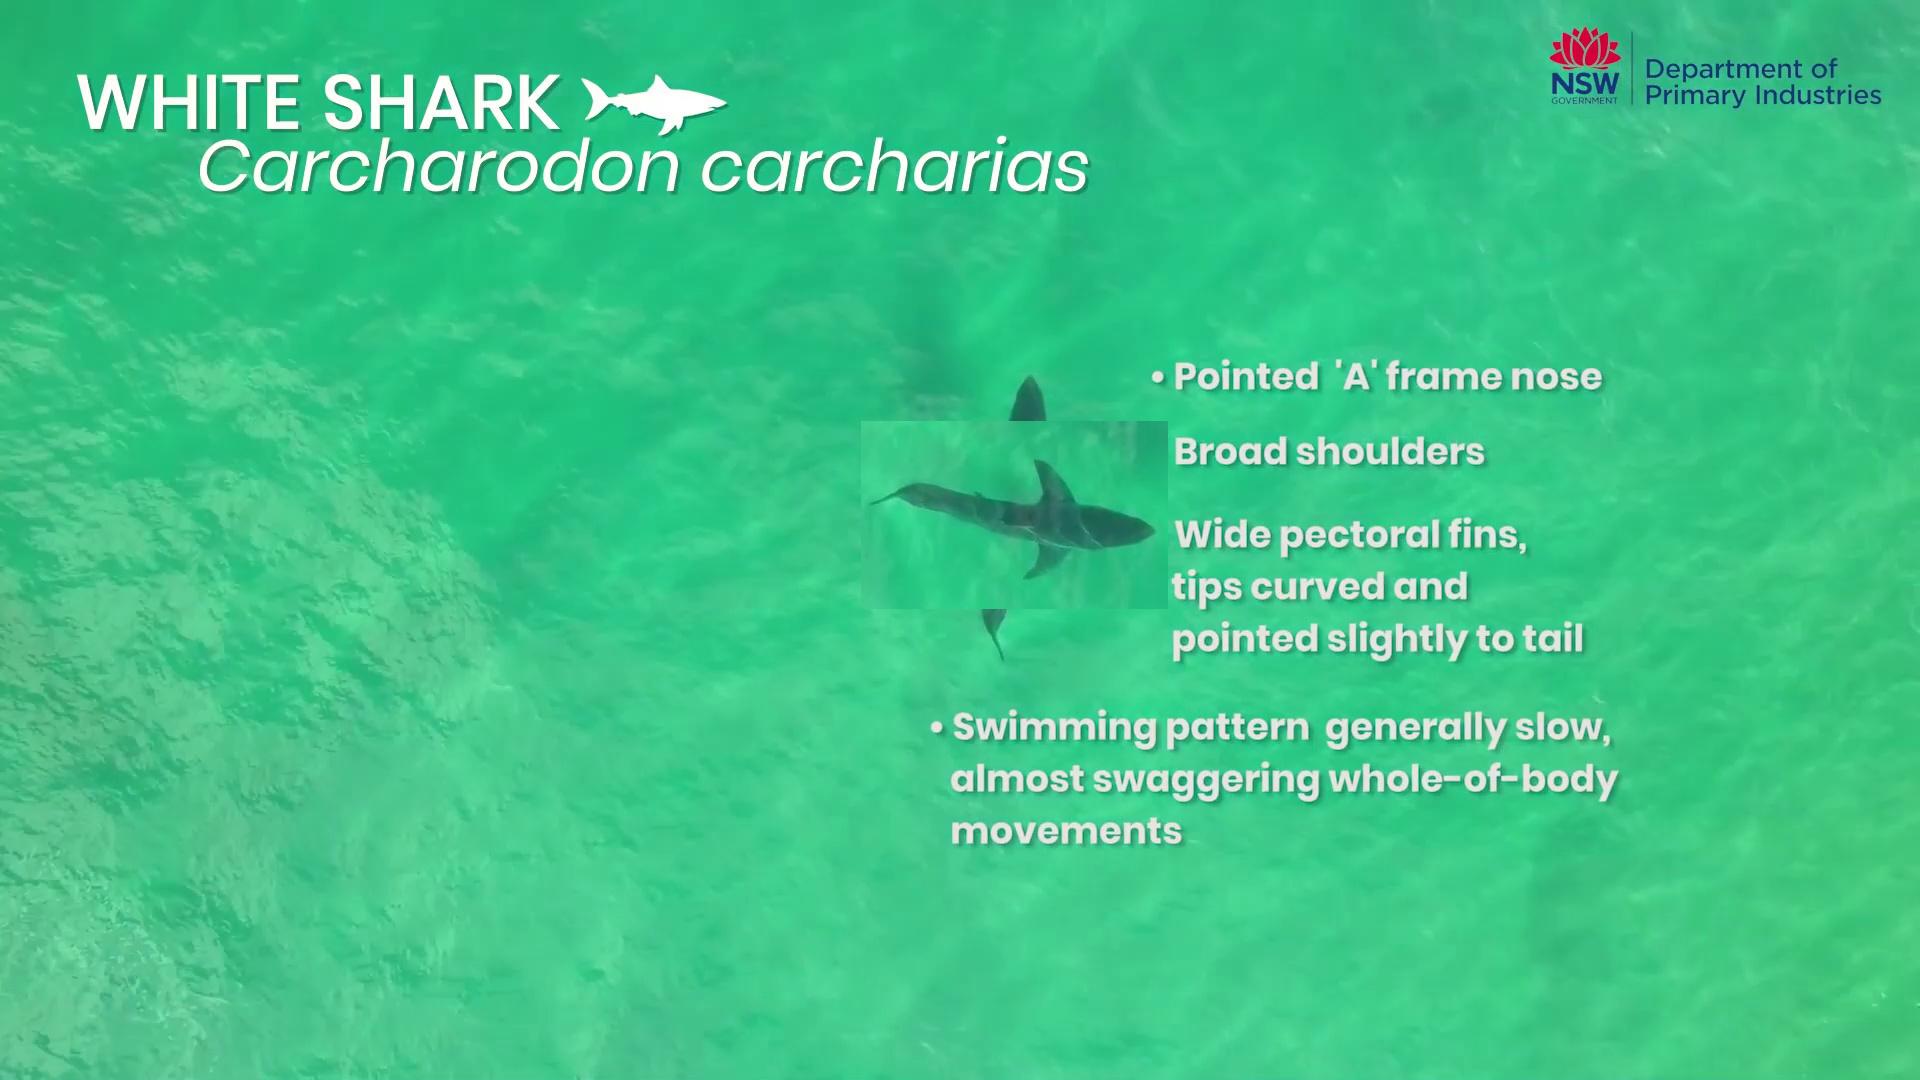 WHITE SHARK
Carcharodon carcharias
NSW
GOVERNMENT
Department of
Primary Industries
• Pointed 'A' frame nose
Broad shoulders
Wide pectoral fins,
tips curved and
pointed slightly to tail
• Swimming pattern generally slow,
almost swaggering whole-of-body
movements